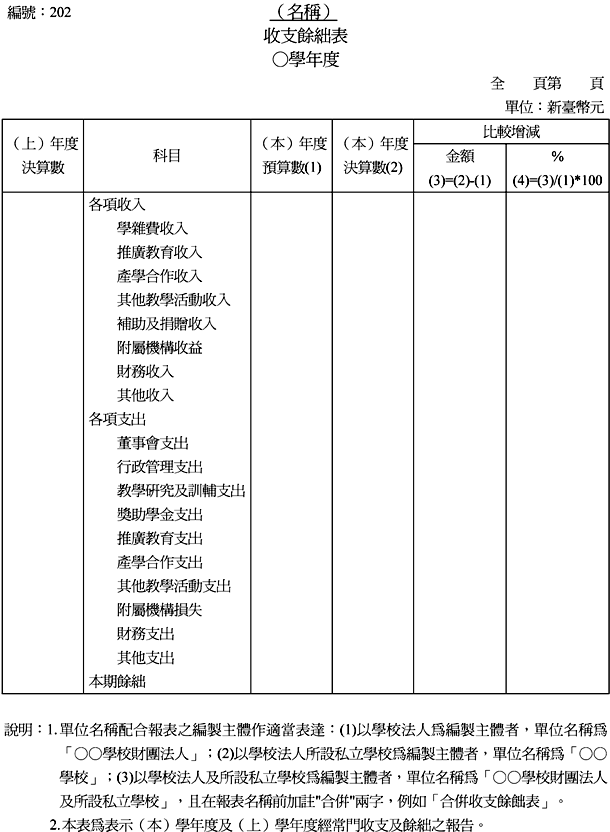 編號：202
（名稱）
收支餘絀表
○學年度
全　　頁第　　頁
單位：新臺幣元
（上）年度
決算數
科目
（本）年度
預算數(1)
（本）年度
決算數(2)
比較增減
金額
(3)=(2)-(1)
%
(4)=(3)/(1)*100
各項收入
學雜費收入
推廣教育收入
產學合作收入
其他教學活動收入
補助及捐贈收入
附屬機構收益
財務收入
其他收入
各項支出
董事會支出
行政管理支出
教學研究及訓輔支出
獎助學金支出
推廣教育支出
產學合作支出
其他教學活動支出
附屬機構損失
財務支出
其他支出
本期餘絀
說明：1.單位名稱配合報表之編製主體作適當表達：(1)以學校法人為編製主體者，單位名稱為
「○○學校財團法人」；(2)以學校法人所設私立學校為編製主體者，單位名稱為「○○
學校」；(3)以學校法人及所設私立學校為編製主體者，單位名稱為「○○學校財團法人
及所設私立學校」，且在報表名稱前加註"合併"兩字，例如「合併收支餘絀表」。
2.本表為表示（本）學年度及（上）學年度經常門收支及餘絀之報告。